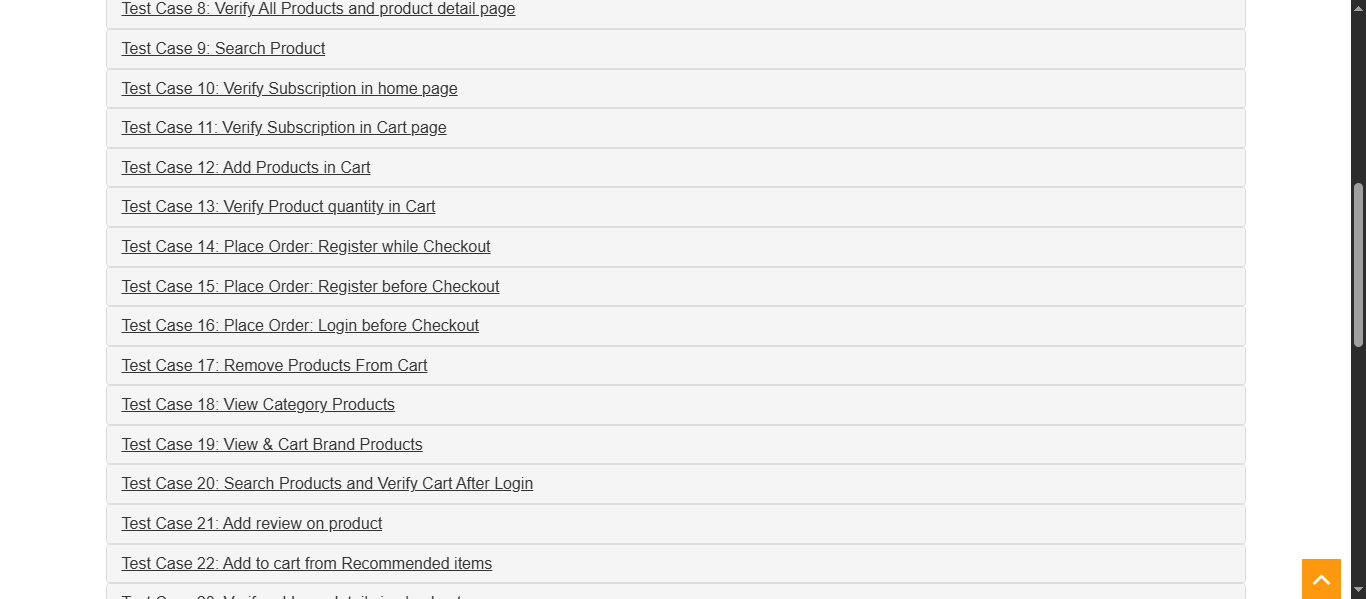 Test Case 8: Verify All Products and product detail page
Test Case 9: Search Product
Test Case 10: Verify Subscription in home page
Test Case 11: Verify Subscription in Cart page
Test Case 12: Add Products in Cart
Test Case 13: Verify Product quantity in Cart
Test Case 14: Place Order: Register while Checkout
Test Case 15: Place Order: Register before Checkout
Test Case 16: Place Order: Login before Checkout
Test Case 17: Remove Products From Cart
Test Case 18: View Category Products
Test Case 19: View & Cart Brand Products
Test Case 20: Search Products and Verify Cart After Login
Test Case 21: Add review on product
Test Case 22: Add to cart from Recommended items